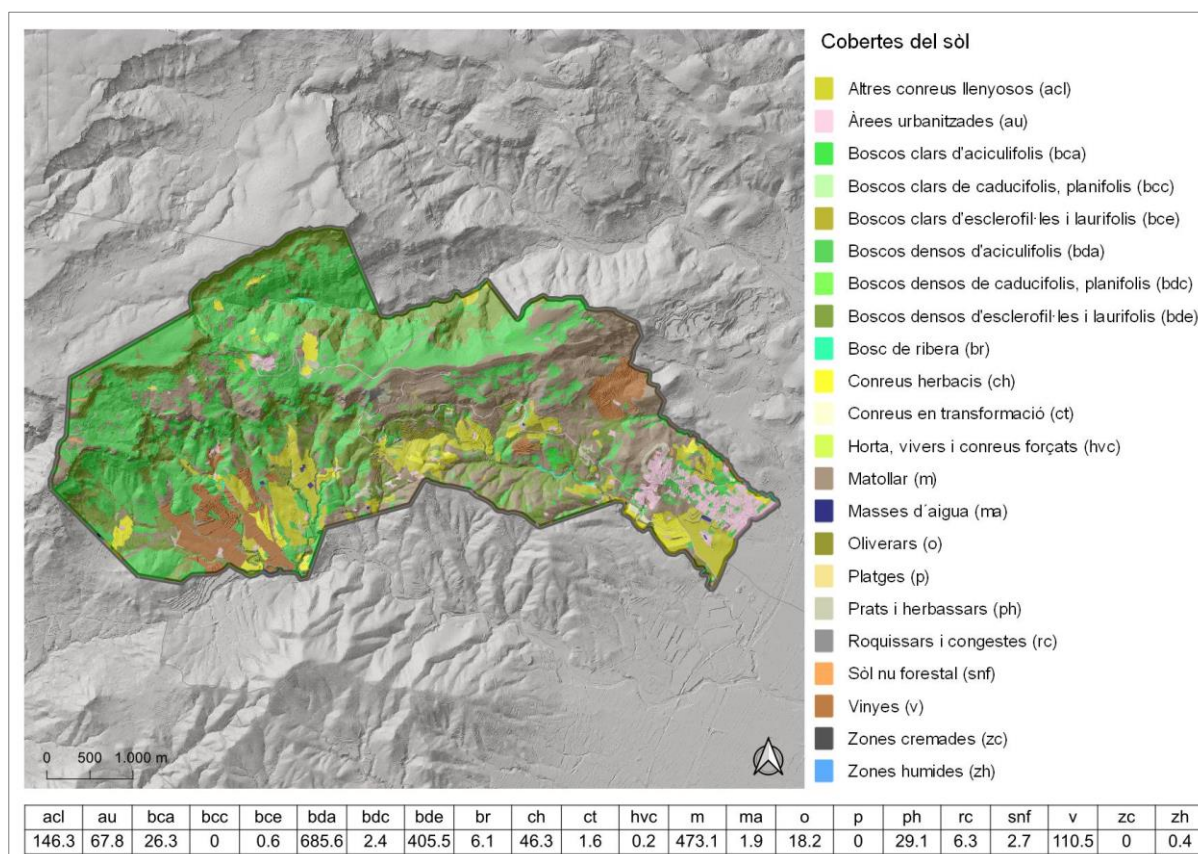 Cobertes del sòl
Altres conreus llenyosos (acl)
Àrees urbanitzades (au)
Boscos clars d'aciculifolis (bca)
Boscos clars de caducifolis, planifolis (bcc)
Boscos clars d'esclerofil·les i laurifolis (bce)
Boscos densos d'aciculifolis (bda)
Boscos densos de caducifolis, planifolis (bdc)
Boscos densos d'esclerofil·les i laurifolis (bde)
Bosc de ribera (br)
Conreus herbacis (ch)
Conreus en transformació (ct)
Horta, vivers i conreus forçats (hvc)
Matollar (m)
Masses d´aigua (ma)
Oliverars (o)
Platges (p)
Prats i herbassars (ph)
Roquissars i congestes (rc)
Sòl nu forestal (snf)
Vinyes (v)
Zones cremades (zc)
Zones humides (zh)
0 500 1.000 m
acl au bca bcc bce bda bdc bde br ch ct hvc m ma o p ph rc snf v zc zh
146.3 67.8 26.3 0 0.6 685.6 2.4 405.5 6.1 46.3 1.6 0.2 473.1 1.9 18.2 0 29.1 6.3 2.7 110.5 0 0.4